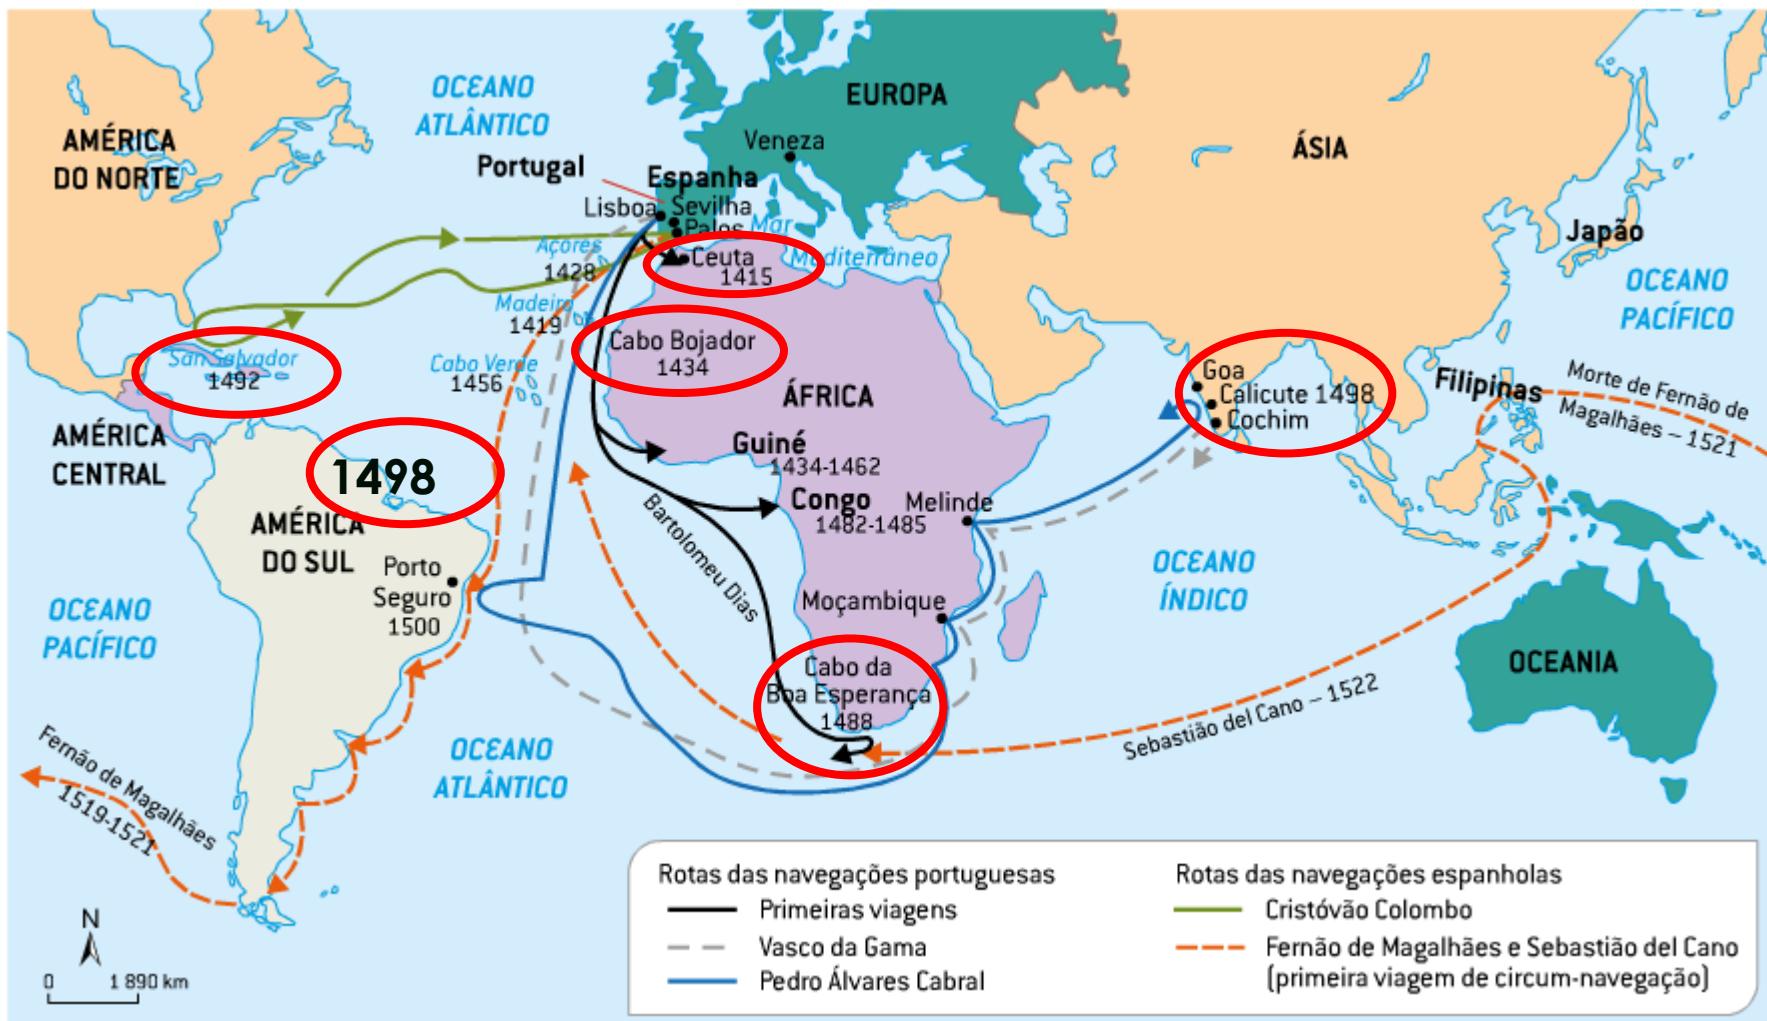 OCEANO
ATLÂNTICO
EUROPA
AMÉRICA
DO NORTE
Veneza
ÁSIA
Portugal
Espanha
Lisboa
Sevilha
Palos
Mar
Mediterrâneo
Japão
Açores
1428
Ceuta
1415
OCEANO
PACÍFICO
Madeira
1419
Cabo Bojador
1434
San Salvador
1492
Cabo Verde
1456
Goa
Calicute 1498
Cochim
Filipinas
Morte de Fernão de
Magalhães – 1521
ÁFRICA
AMÉRICA
CENTRAL
Guiné
1434-1462
1498
Congo
1482-1485
Melinde
AMÉRICA
DO SUL
Bartolomeu Dias
Porto
Seguro
1500
OCEANO
ÍNDICO
Moçambique
OCEANO
PACÍFICO
Cabo da
Boa Esperança
1488
OCEANIA
Sebastião del Cano – 1522
OCEANO
ATLÂNTICO
Fernão de Magalhães
1519-1521
N
0 1 890 km
Rotas das navegações portuguesas
Primeiras viagens
Vasco da Gama
Pedro Álvares Cabral
Rotas das navegações espanholas
Cristóvão Colombo
Fernão de Magalhães e Sebastião del Cano
(primeira viagem de circum-navegação)